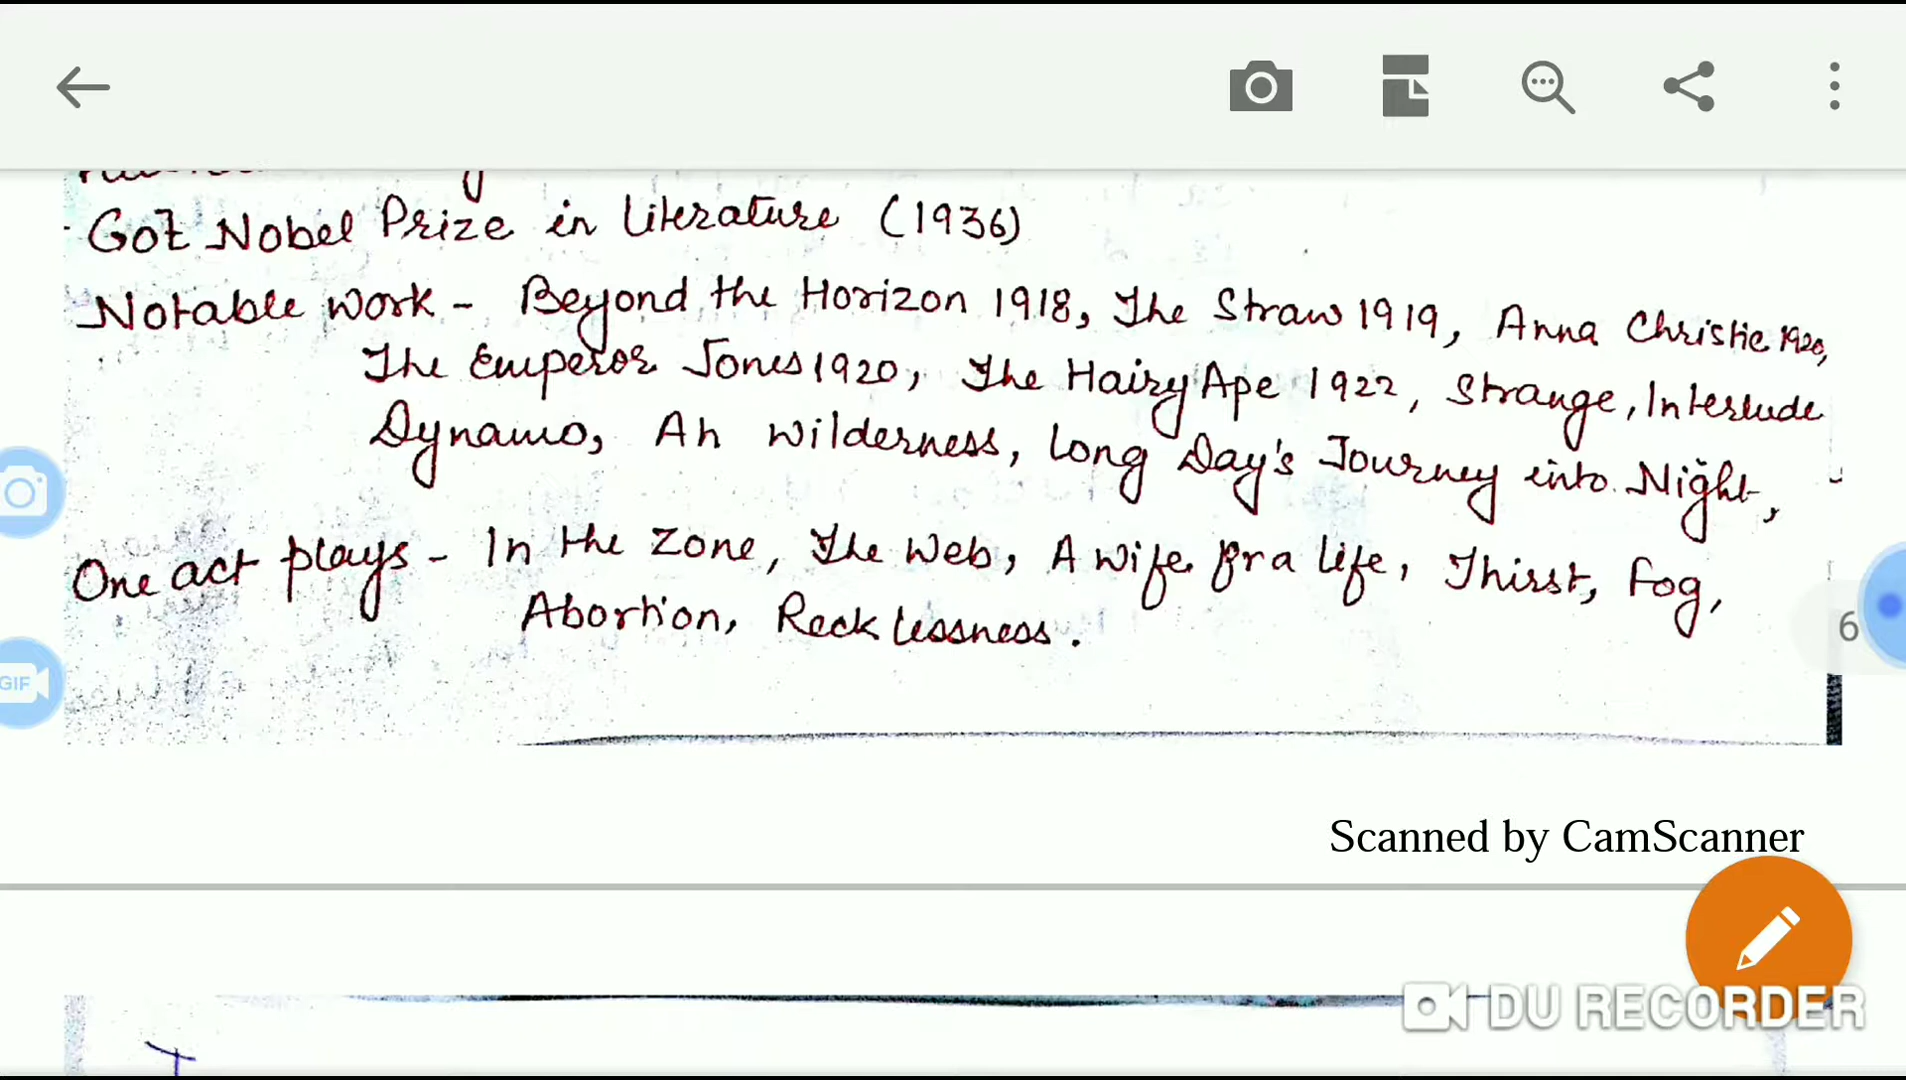 Got Nobel Prize in Literature (1936)
Notable work - Beyond the Horizon 1918, The Straw 1919, Anna Christie 1920,
The Emperor Jones 1920, The Hairy Ape 1922, Strange, Interlude
Dynamo, Ah wilderness, Long Day's Journey into Night,
One act plays - In the Zone, The Web, A wife for a life, Thirst, Fog,
Abortion, Recklessness.
GIF
6
Scanned by CamScanner
DU RECORDER